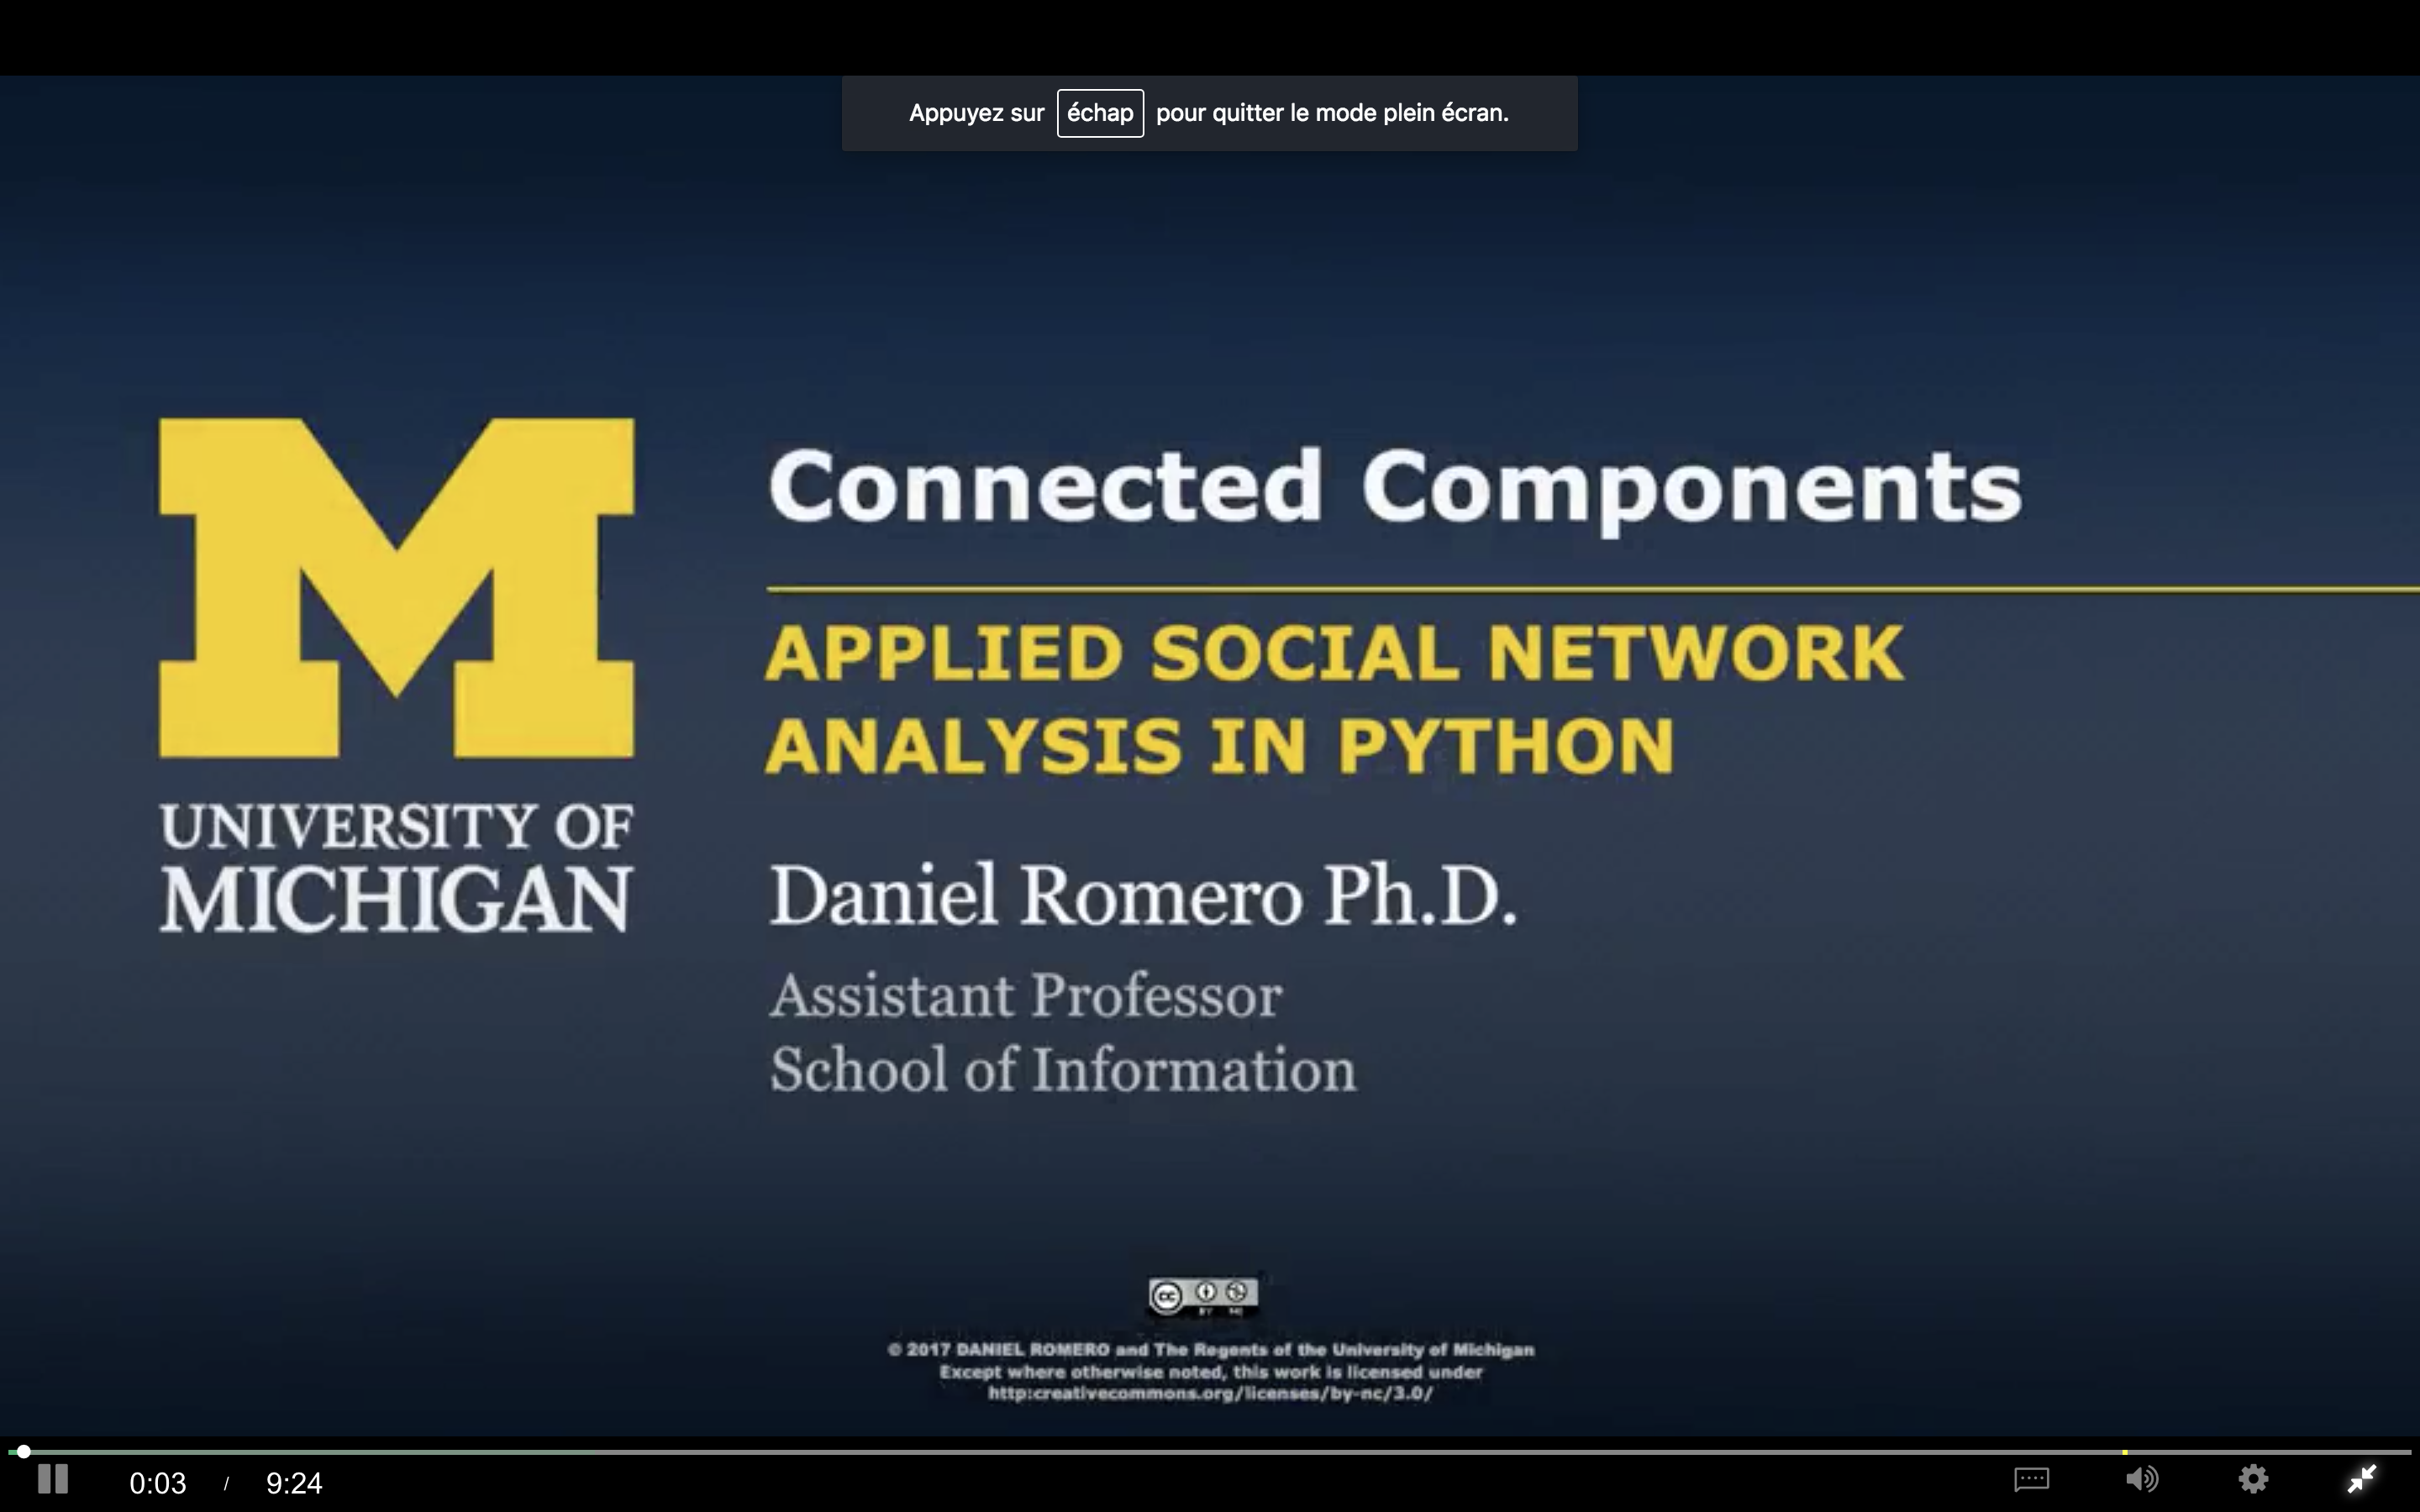 Appuyez sur échap pour quitter le mode plein écran.
Connected Components
APPLIED SOCIAL NETWORK
ANALYSIS IN PYTHON
UNIVERSITY OF
MICHIGAN
Daniel Romero Ph.D.
Assistant Professor
School of Information
cc
BY NC
© 2017 DANIEL ROMERO and The Regents of the University of Michigan
Except where otherwise noted, this work is licensed under
http:creativecommons.org/licenses/by-nc/3.0/
0:03 / 9:24